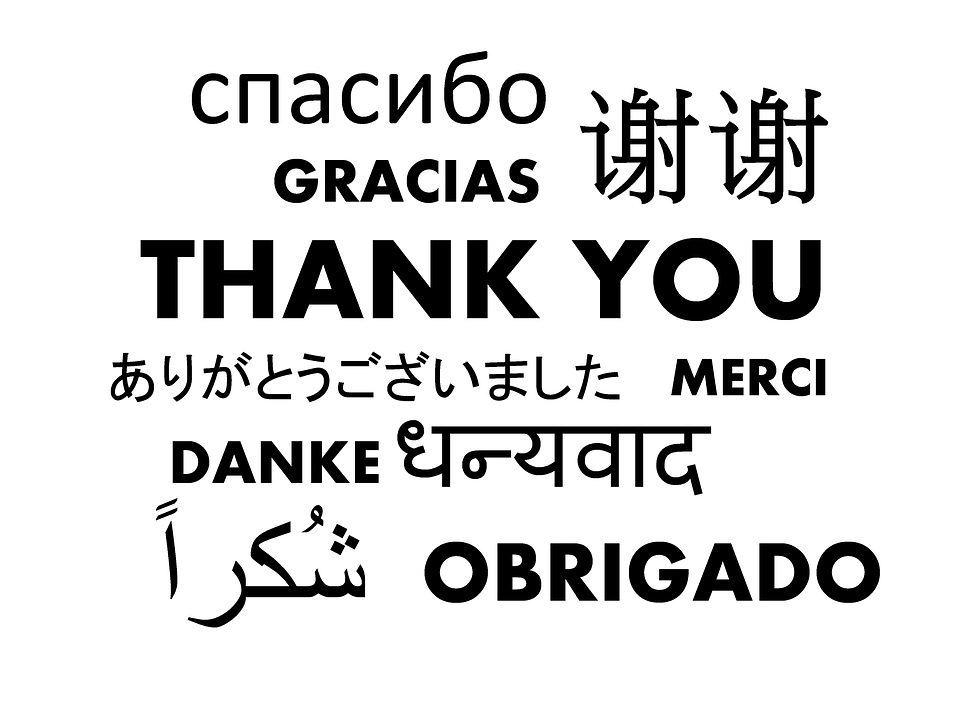 спасибо
谢谢
GRACIAS
THANK YOU
ありがとうございました
MERCI
DANKE
धन्यवाद
شُكراً
OBRIGADO